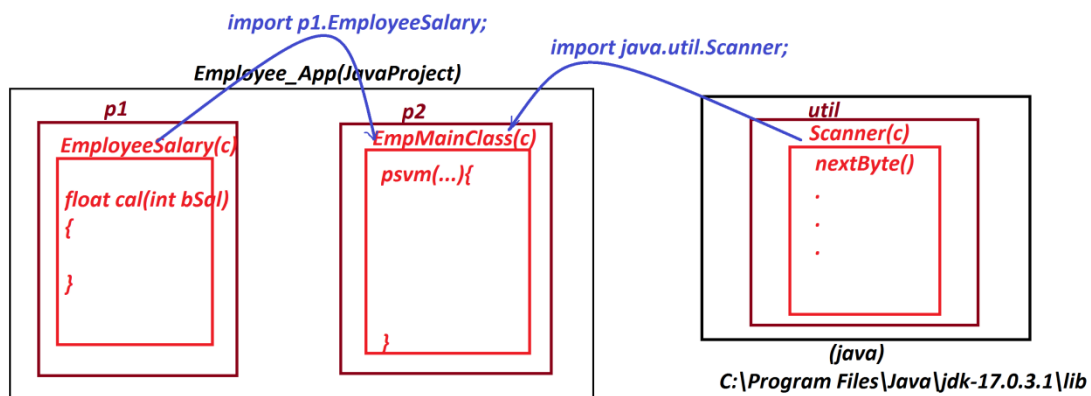 import p1.EmployeeSalary;
import java.util.Scanner;
Employee_App(JavaProject)
p1
EmployeeSalary(c)
float cal(int bSal)
{
}
p2
EmpMainClass(c)
psvm(...){
}
util
Scanner(c)
nextByte()
.
.
.
(java)
C:\Program Files\Java\jdk-17.0.3.1\lib